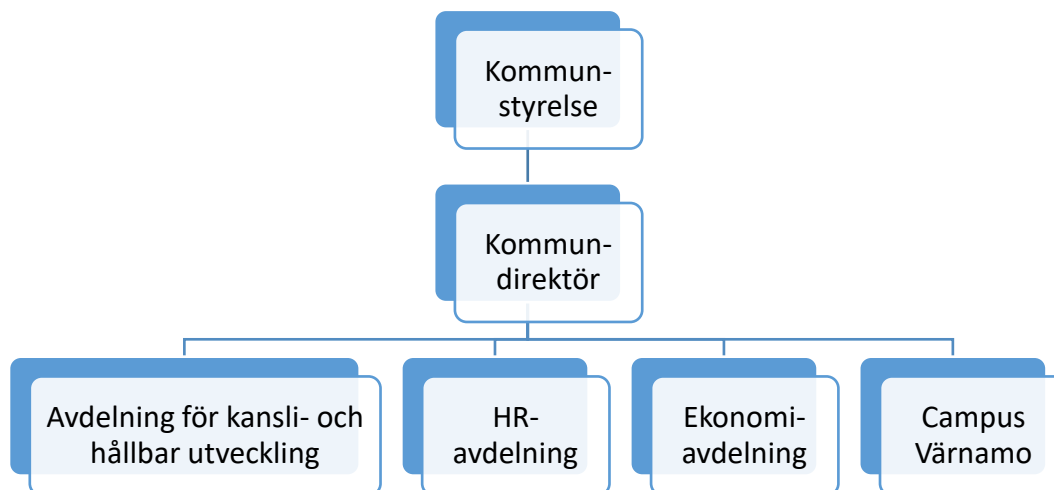 Kommun-
styrelse
Kommun-
direktör
Avdelning för kansli- och
hållbar utveckling
HR-
avdelning
Ekonomi-
avdelning
Campus
Värnamo